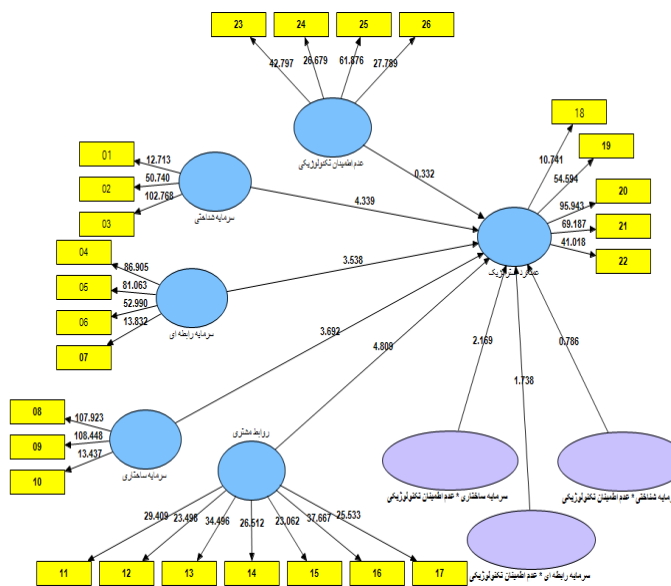 23 24 25 26
42.797 26.679 61.876 27.789
عدم اطمینان تکنولوژیکی
0.332
18
19
20
21
22
10.741
54.594
95.943
69.187
41.018
عملکرد استراتژیک
01
02
03
12.713
50.740
102.768
سرمایه شناختی
4.339
04
05
06
07
86.905
81.063
52.990
13.832
سرمایه رابطه ای
3.538
08
09
10
107.923
108.448
13.437
سرمایه ساختاری
3.692
روابط مشتری
4.809
29.409 23.498 34.496 26.512 23.062 37.667 25.533
11 12 13 14 15 16 17
2.169
1.738
0.786
سرمایه ساختاری * عدم اطمینان تکنولوژیکی
سرمایه شناختی * عدم اطمینان تکنولوژیکی
سرمایه رابطه ای * عدم اطمینان تکنولوژیکی